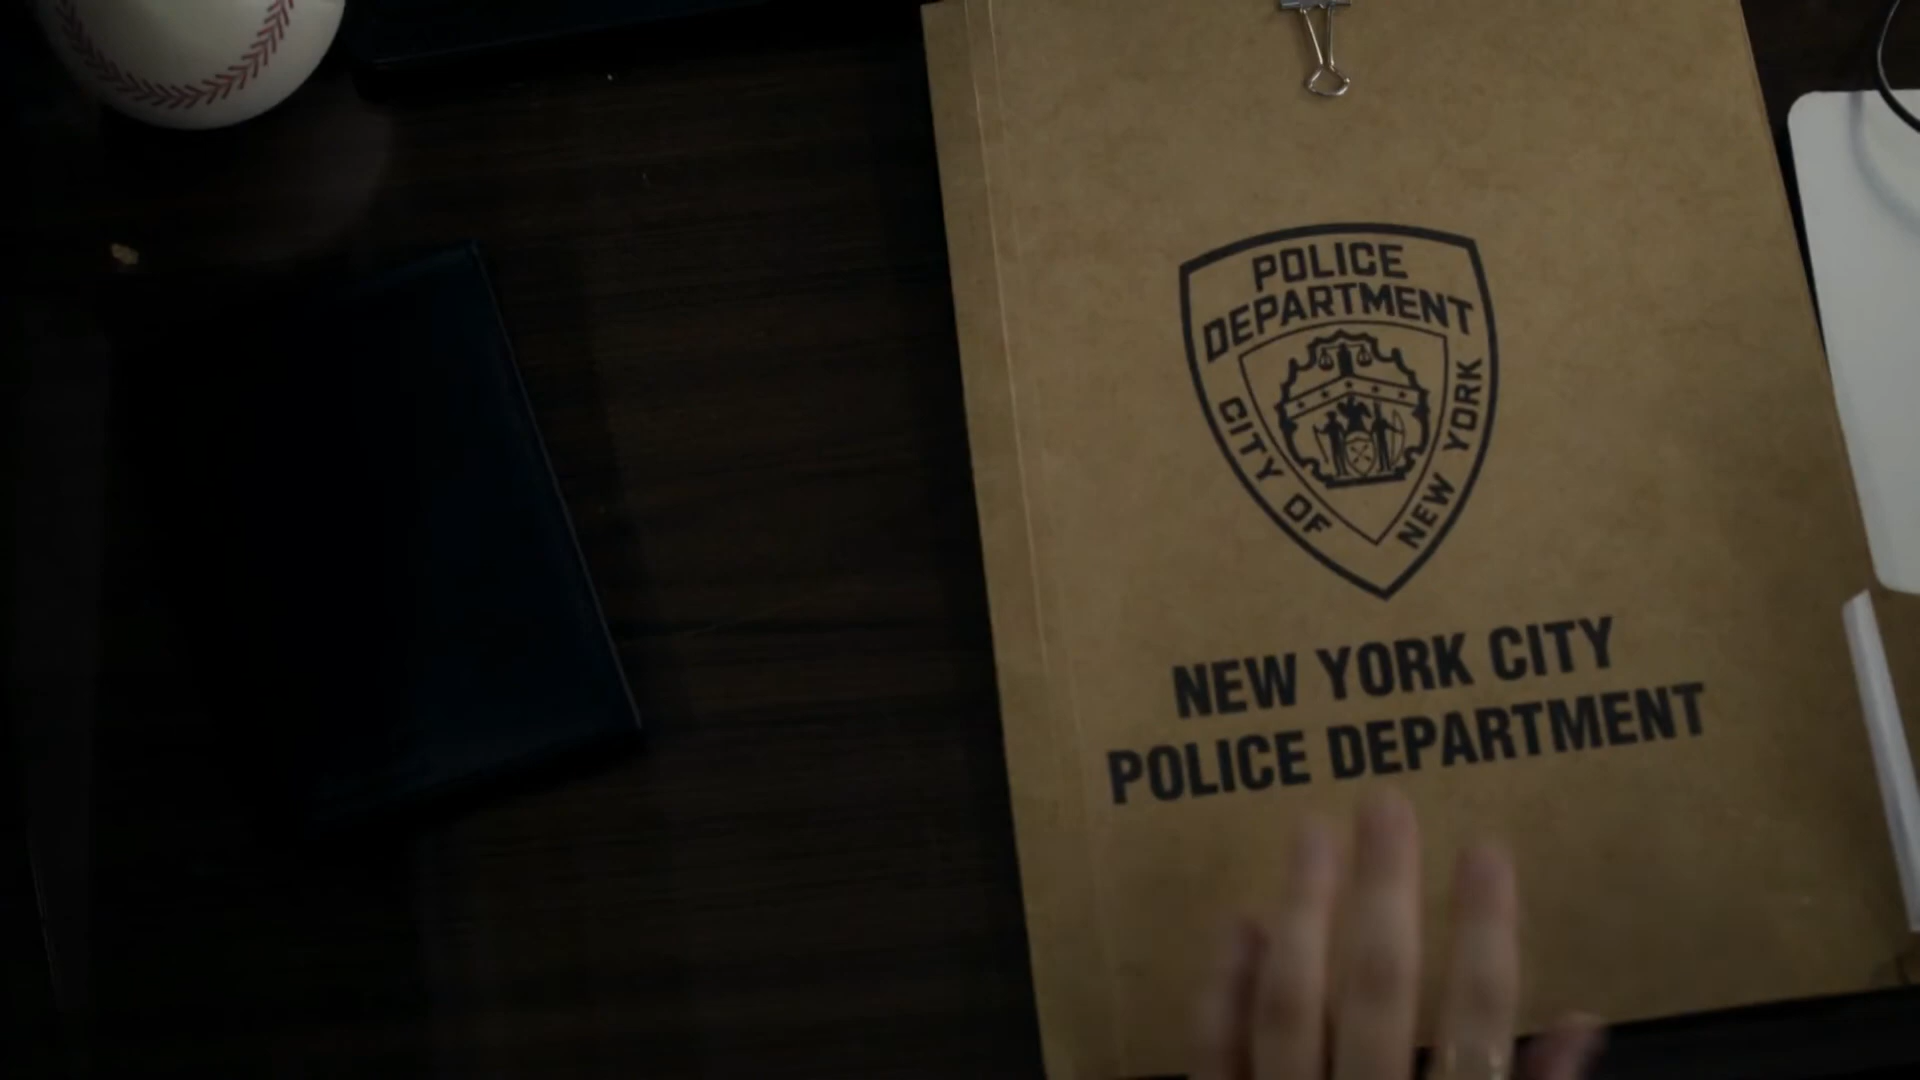 POLICE
DEPARTMENT
CITY OF
NEW YORK
NEW YORK CITY
POLICE DEPARTMENT